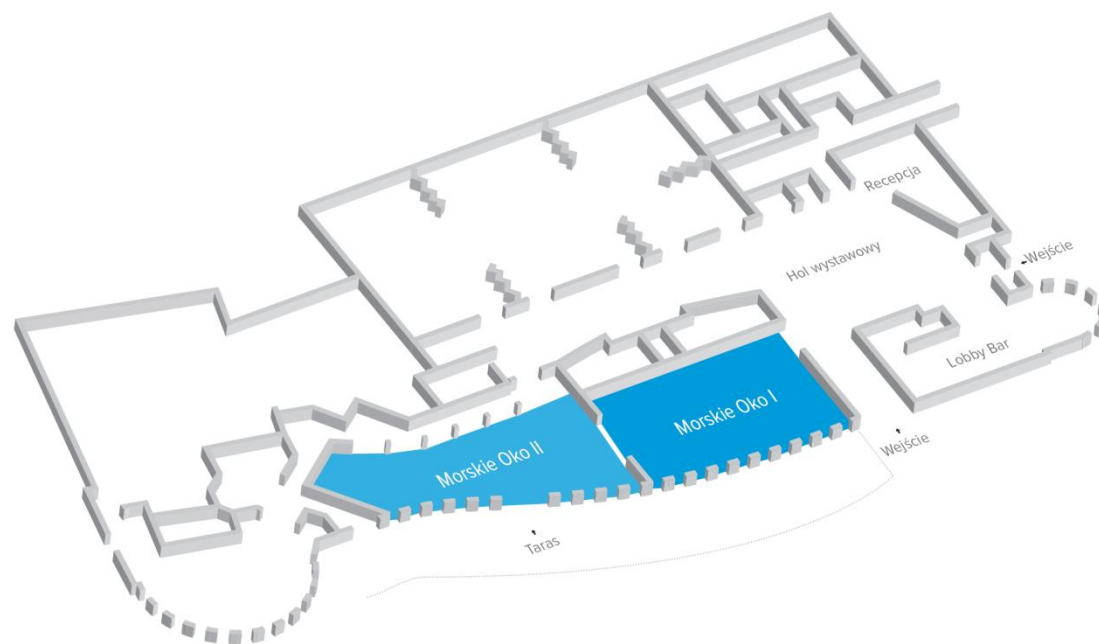 Recepcja
Wejście
Hol wystawowy
Lobby Bar
Morskie Oko I
Morskie Oko II
Wejście
Taras